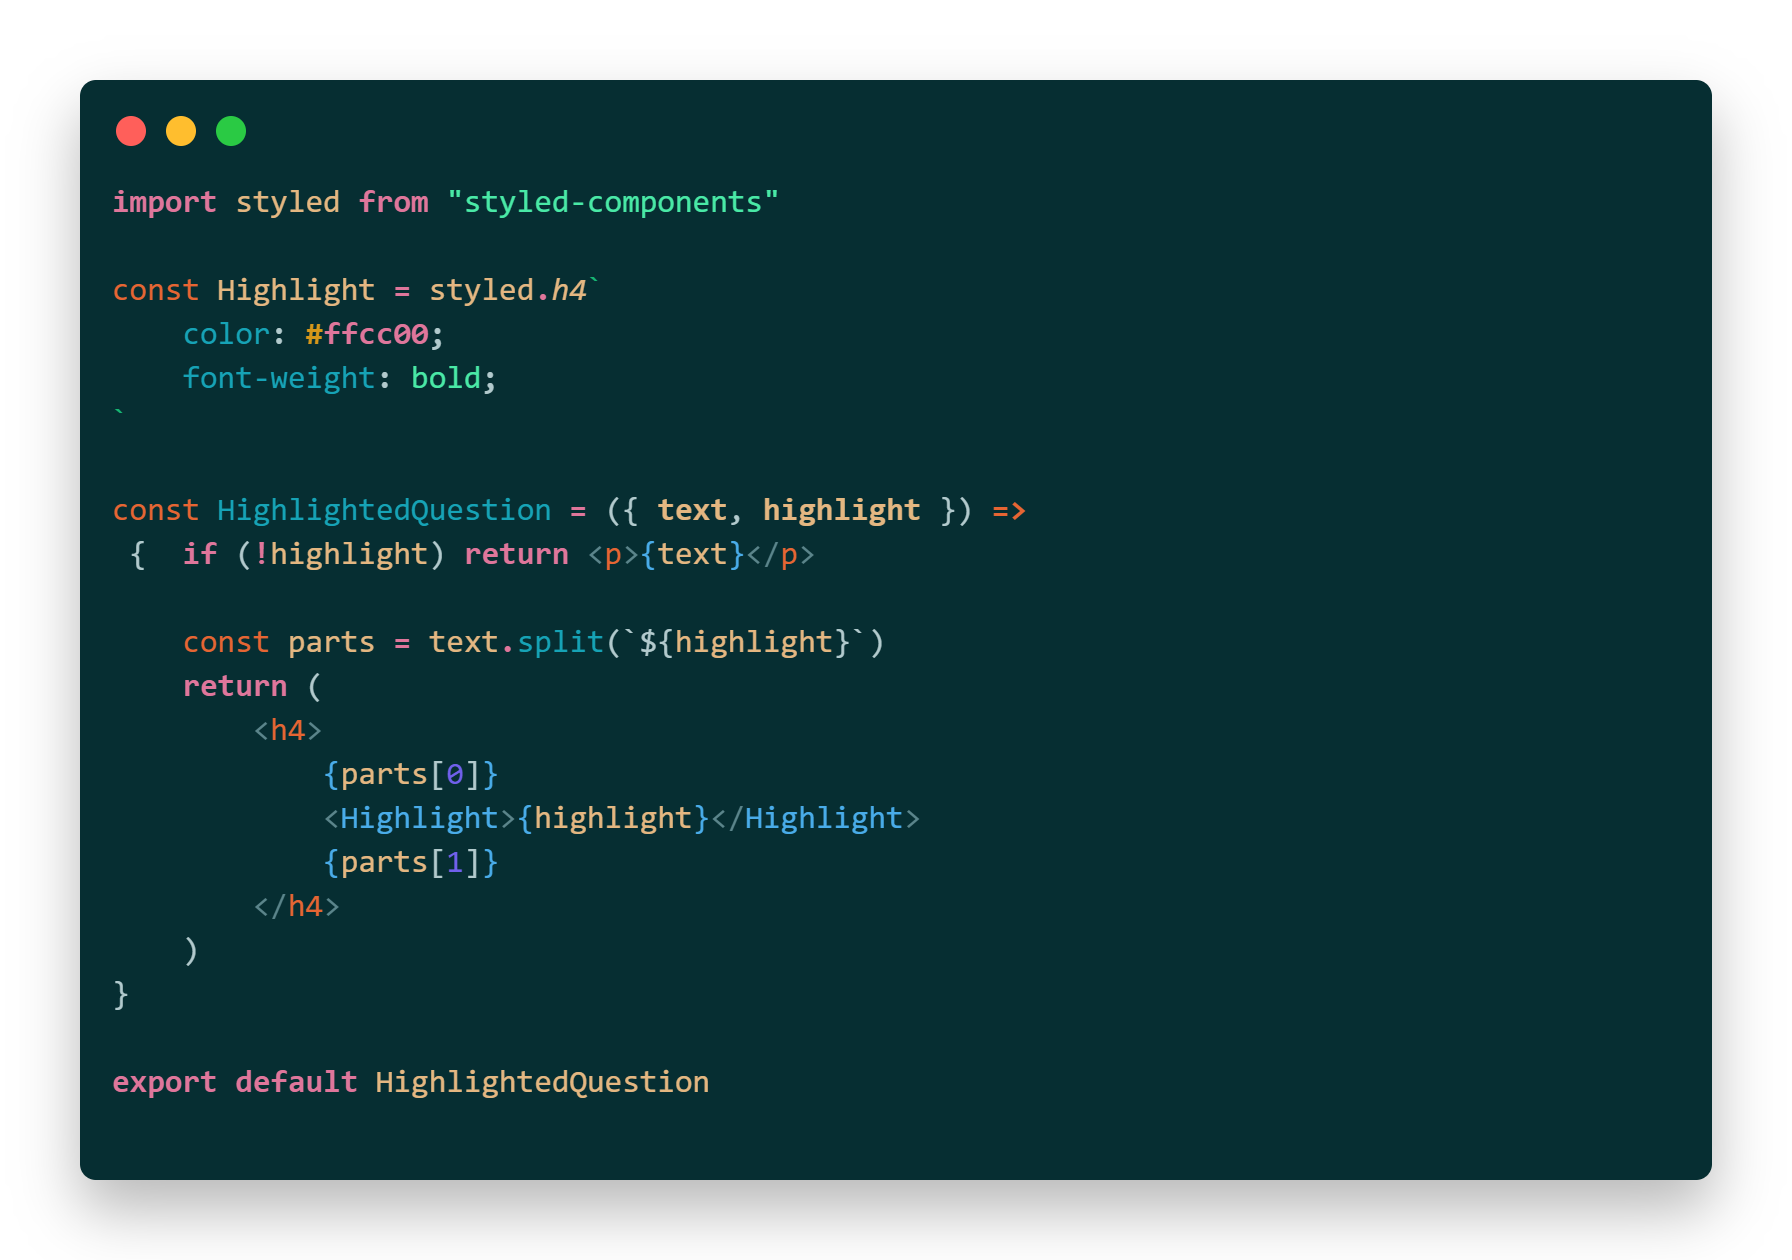 import styled from "styled-components"
const Highlight = styled.h4`
    color: #ffcc00;
    font-weight: bold;
`
const HighlightedQuestion = ({ text, highlight }) =>
 {  if (!highlight) return <p>{text}</p>
    const parts = text.split(`${highlight}`)
    return (
        <h4>
            {parts[0]}
            <Highlight>{highlight}</Highlight>
            {parts[1]}
        </h4>
    )
}
export default HighlightedQuestion